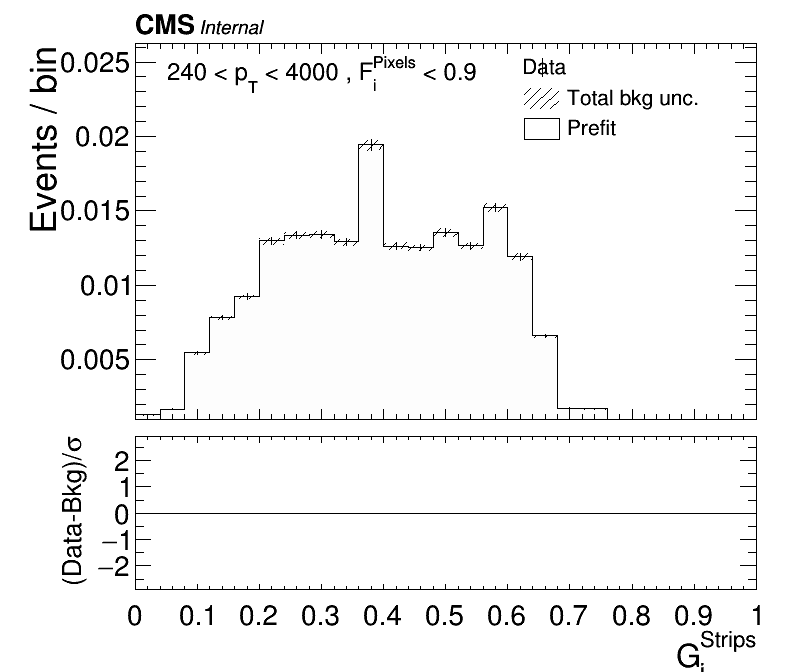 CMS Internal
Events / bin
240 < p_T < 4000 , F_i^Pixels < 0.9
Data
Total bkg unc.
Prefit
0.025
0.02
0.015
0.01
0.005
(Data-Bkg)/σ
2
1
0
−1
−2
0 0.1 0.2 0.3 0.4 0.5 0.6 0.7 0.8 0.9 1
G_i^Strips